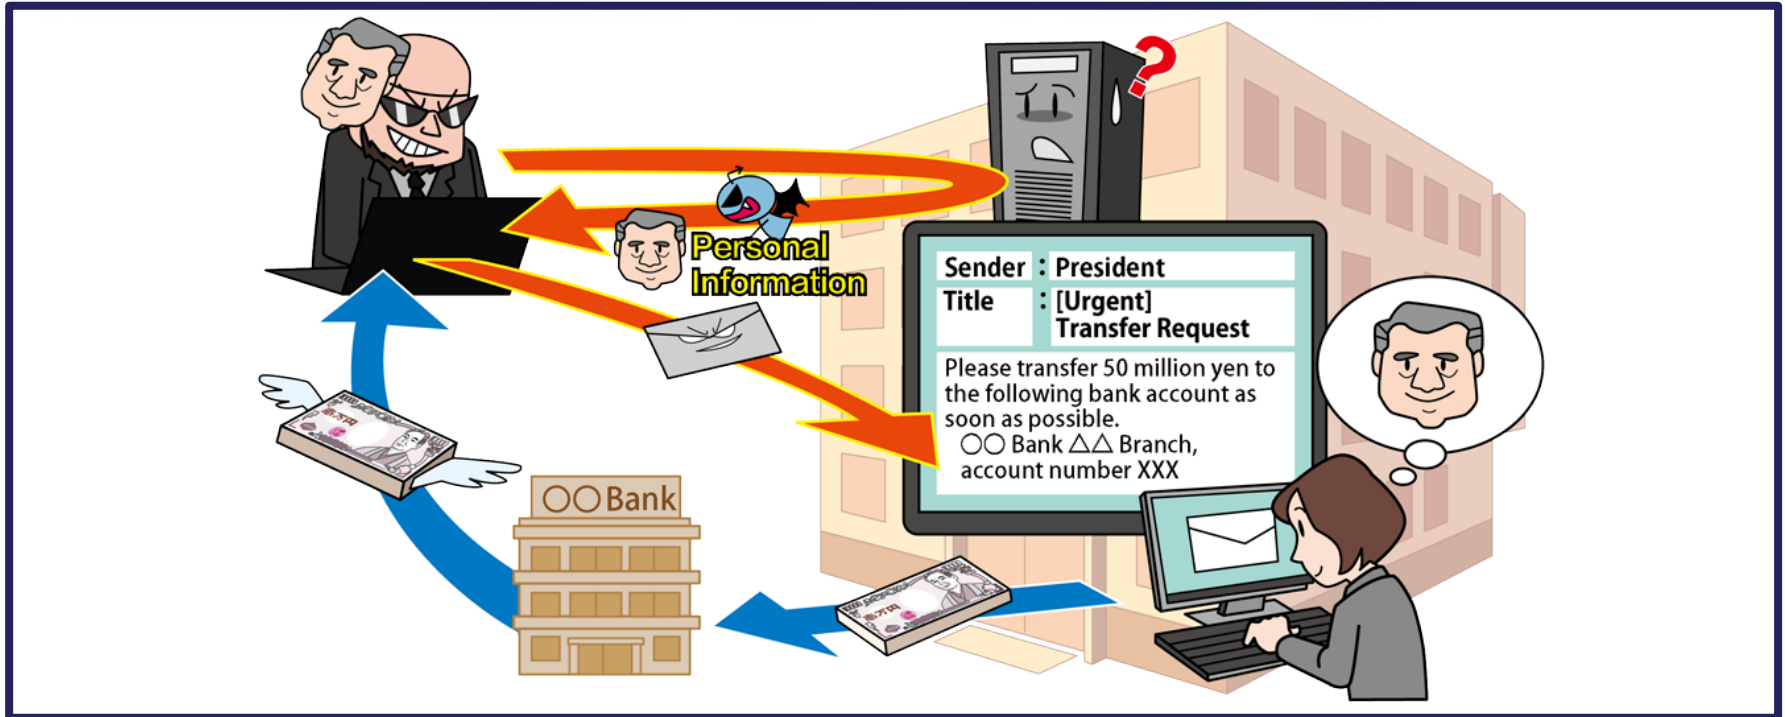 ?
Personal
Information
Sender : President
Title : [Urgent]
Transfer Request
Please transfer 50 million yen to
the following bank account as
soon as possible.
○○ Bank △△ Branch,
account number XXX
○○Bank